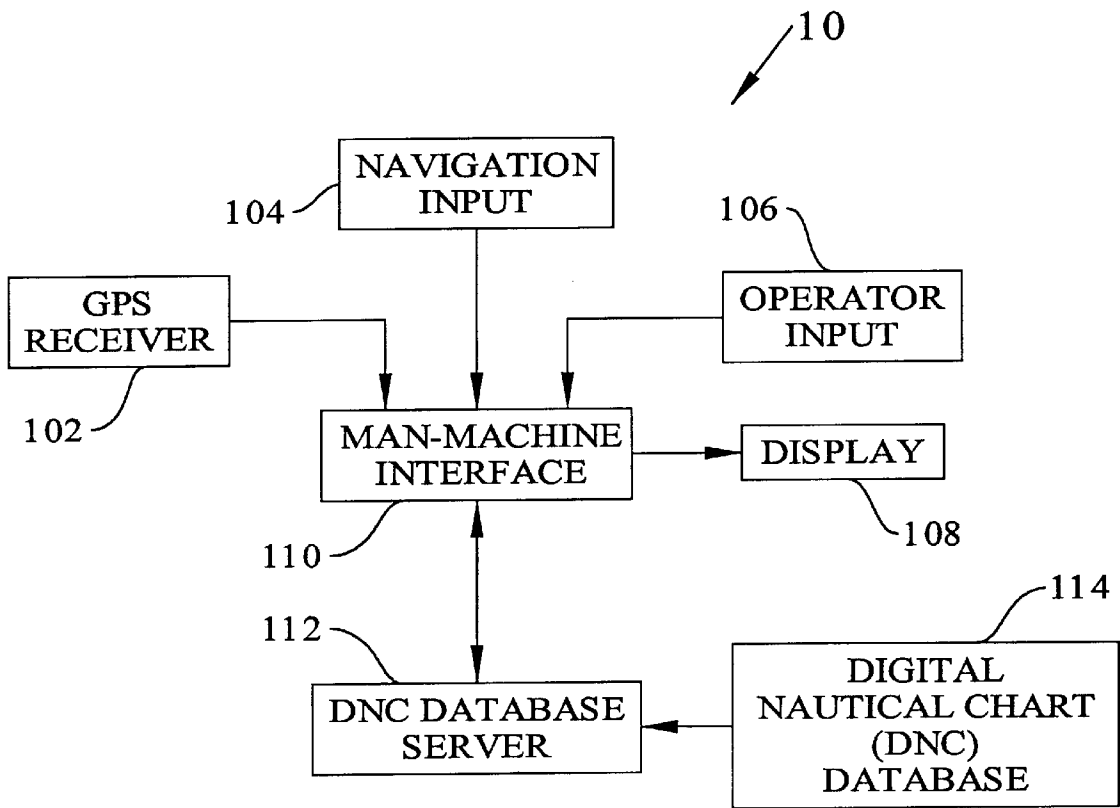 10
NAVIGATION
INPUT
104
106
GPS
RECEIVER
OPERATOR
INPUT
102
MAN-MACHINE
INTERFACE
DISPLAY
110
108
112
114
DNC DATABASE
SERVER
DIGITAL
NAUTICAL CHART
(DNC)
DATABASE